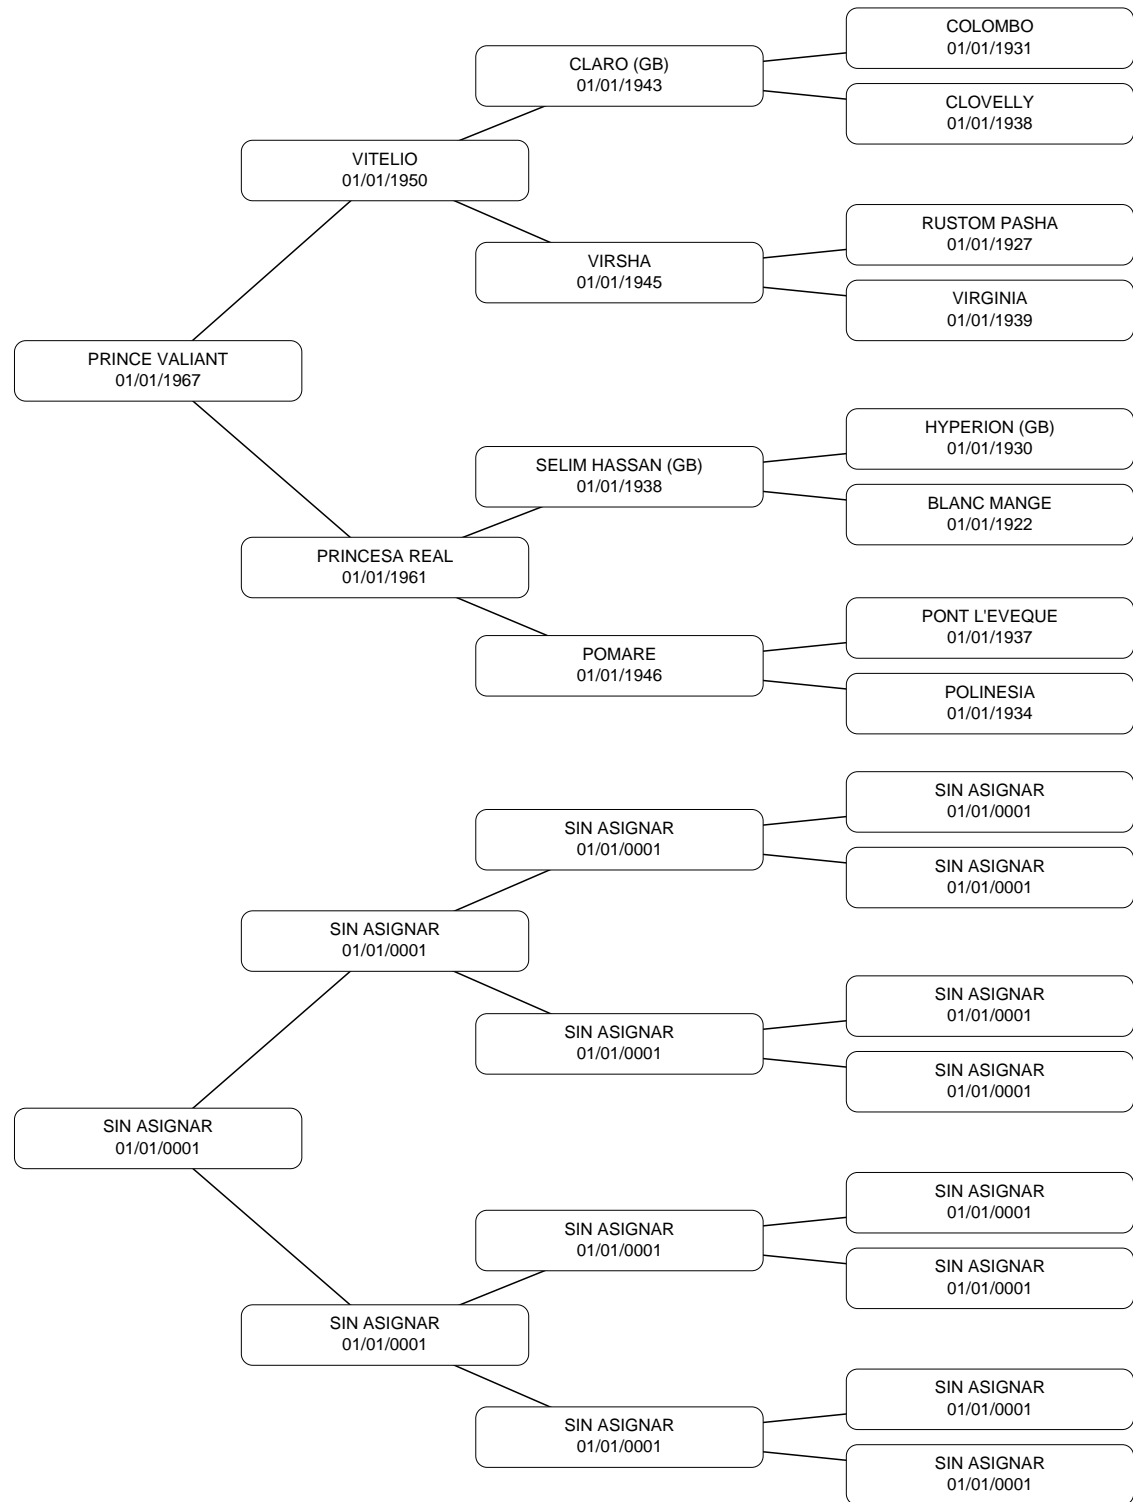 COLOMBO
01/01/1931
CLARO (GB)
01/01/1943
CLOVELLY
01/01/1938
VITELIO
01/01/1950
RUSTOM PASHA
01/01/1927
VIRSHA
01/01/1945
VIRGINIA
01/01/1939
PRINCE VALIANT
01/01/1967
HYPERION (GB)
01/01/1930
SELIM HASSAN (GB)
01/01/1938
BLANC MANGE
01/01/1922
PRINCESA REAL
01/01/1961
PONT L'EVEQUE
01/01/1937
POMARE
01/01/1946
POLINESIA
01/01/1934
SIN ASIGNAR
01/01/0001
SIN ASIGNAR
01/01/0001
SIN ASIGNAR
01/01/0001
SIN ASIGNAR
01/01/0001
SIN ASIGNAR
01/01/0001
SIN ASIGNAR
01/01/0001
SIN ASIGNAR
01/01/0001
SIN ASIGNAR
01/01/0001
SIN ASIGNAR
01/01/0001
SIN ASIGNAR
01/01/0001
SIN ASIGNAR
01/01/0001
SIN ASIGNAR
01/01/0001
SIN ASIGNAR
01/01/0001
SIN ASIGNAR
01/01/0001
SIN ASIGNAR
01/01/0001